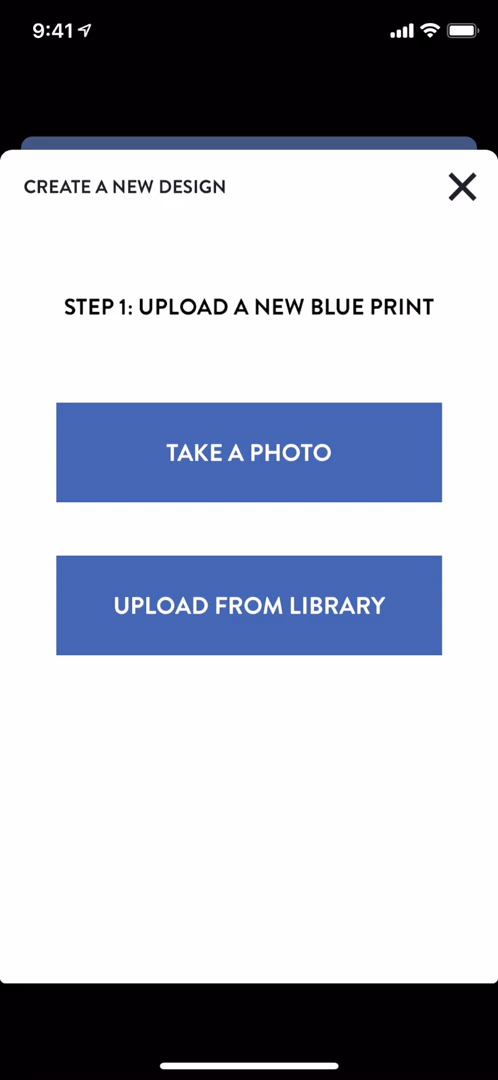 9:41
CREATE A NEW DESIGN
STEP 1: UPLOAD A NEW BLUE PRINT
TAKE A PHOTO
UPLOAD FROM LIBRARY